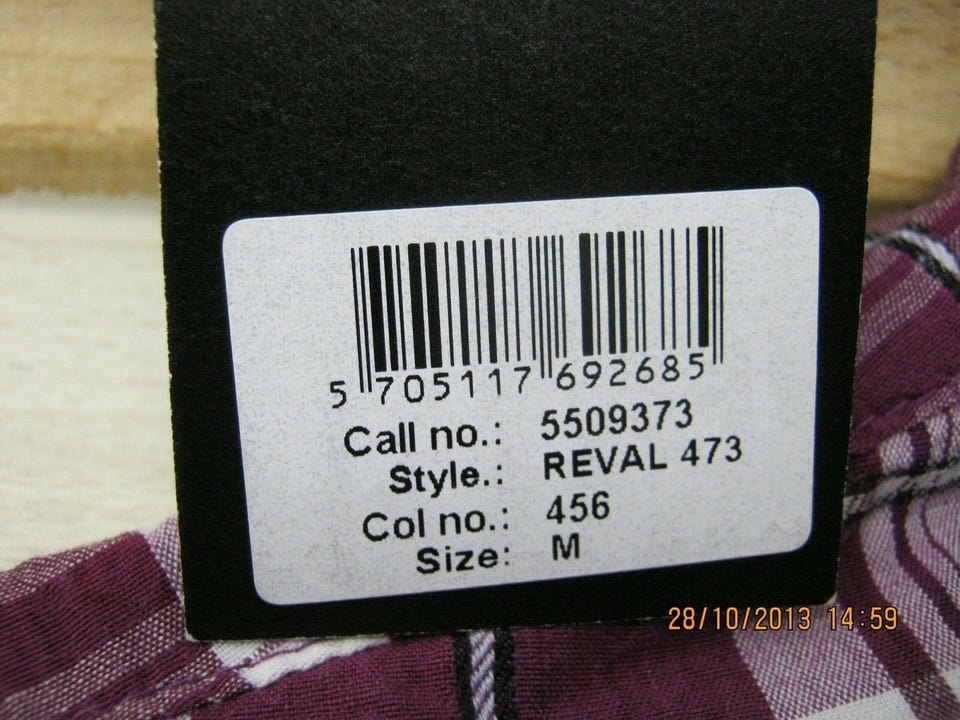 5 705117 692685
Call no.: 5509373
Style.: REVAL 473
Col no.: 456
Size: M
28/10/2013 14:59